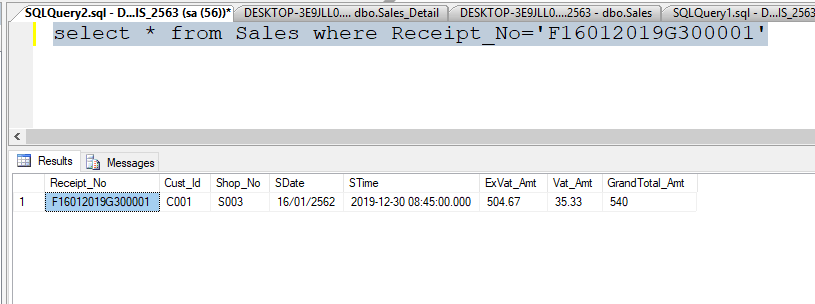 SQLQuery2.sql - D...IS_2563 (sa (56))* DESKTOP-3E9JLL0.... dbo.Sales_Detail DESKTOP-3E9JLL0....2563 - dbo.Sales SQLQuery1.sql - D...IS_2563
select * from Sales where Receipt_No='F16012019G300001'
Results Messages
Receipt_No Cust_Id Shop_No SDate STime ExVat_Amt Vat_Amt GrandTotal_Amt
1 F16012019G300001 C001 S003 16/01/2562 2019-12-30 08:45:00.000 504.67 35.33 540